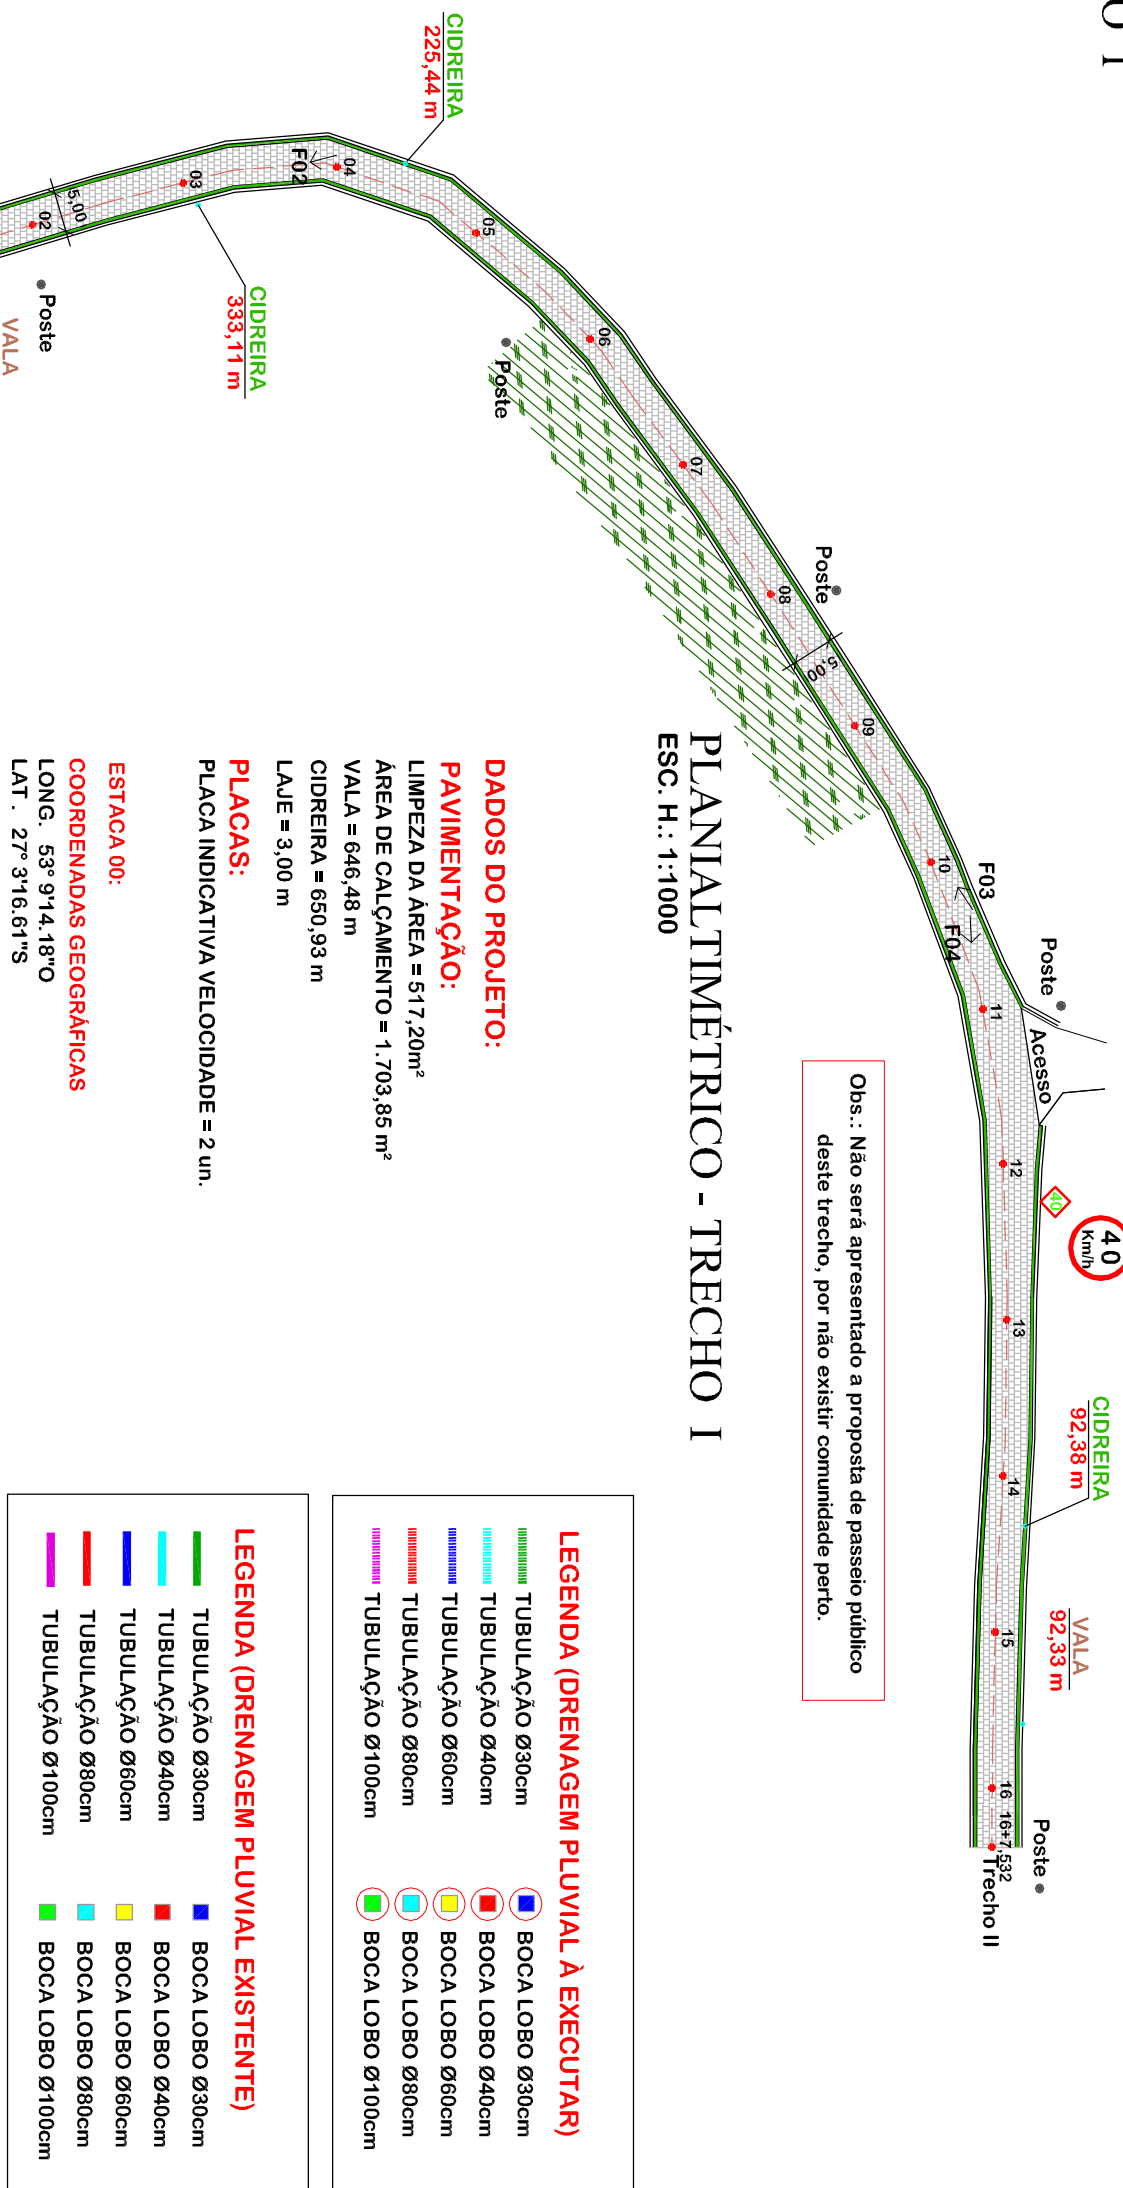 CIDREIRA
225,44 m
F02
04
03
5,00
02
Poste
VALA
CIDREIRA
333,11 m
05
06
Poste
07
08
Poste
5,00
09
10
F03
F04
Poste
11
Acesso
12
40
40
Km/h
13
CIDREIRA
92,38 m
14
VALA
92,33 m
15
16
16+7,532
Trecho II
Poste
Obs.: Não será apresentado a proposta de passeio público
deste trecho, por não existir comunidade perto.
PLANIALTIMÉTRICO - TRECHO I
ESC. H.: 1:1000
DADOS DO PROJETO:
PAVIMENTAÇÃO:
LIMPEZA DA ÁREA = 517,20m²
ÁREA DE CALÇAMENTO = 1.703,85 m²
VALA = 646,48 m
CIDREIRA = 650,93 m
LAJE = 3,00 m
PLACAS:
PLACA INDICATIVA VELOCIDADE = 2 un.
ESTACA 00:
COORDENADAS GEOGRÁFICAS
LONG. 53° 9'14.18"O
LAT . 27° 3'16.61"S
LEGENDA (DRENAGEM PLUVIAL À EXECUTAR)
TUBULAÇÃO Ø30cm BOCA LOBO Ø30cm
TUBULAÇÃO Ø40cm BOCA LOBO Ø40cm
TUBULAÇÃO Ø60cm BOCA LOBO Ø60cm
TUBULAÇÃO Ø80cm BOCA LOBO Ø80cm
TUBULAÇÃO Ø100cm BOCA LOBO Ø100cm
LEGENDA (DRENAGEM PLUVIAL EXISTENTE)
TUBULAÇÃO Ø30cm BOCA LOBO Ø30cm
TUBULAÇÃO Ø40cm BOCA LOBO Ø40cm
TUBULAÇÃO Ø60cm BOCA LOBO Ø60cm
TUBULAÇÃO Ø80cm BOCA LOBO Ø80cm
TUBULAÇÃO Ø100cm BOCA LOBO Ø100cm